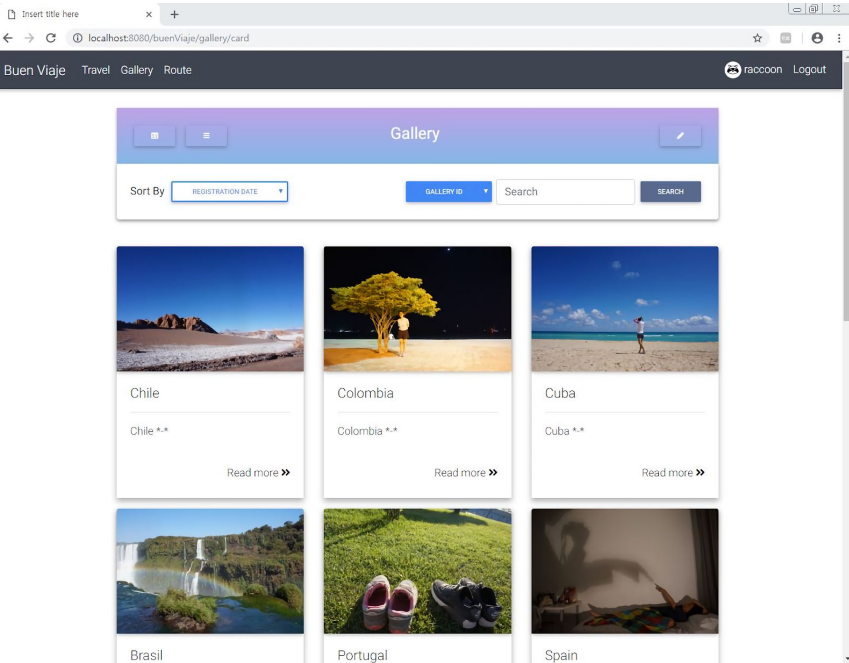 Insert title here
localhost:8080/buenViaje/gallery/card
Buen Viaje Travel Gallery Route raccoon Logout
Gallery
Sort By REGISTRATION DATE GALLERY ID Search SEARCH
Chile Colombia Cuba
Chile *-* Colombia *-* Cuba *-*
Read more Read more Read more
Brasil Portugal Spain